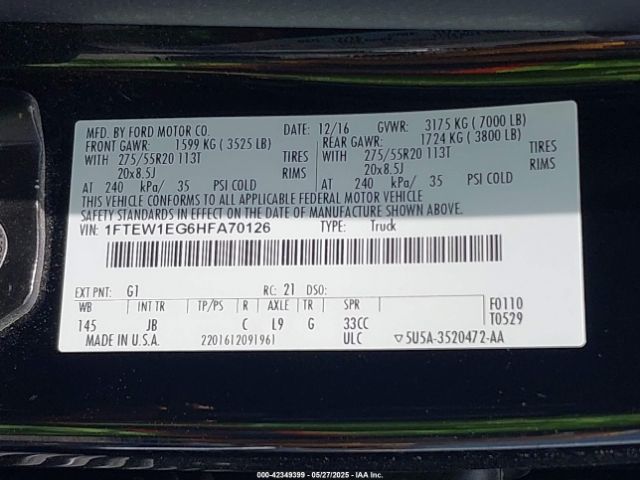 MFD. BY FORD MOTOR CO. DATE: 12/16 GVWR: 3175 KG ( 7000 LB)
FRONT GAWR: 1599 KG ( 3525 LB) REAR GAWR: 1724 KG ( 3800 LB)
WITH 275/55R20 113T TIRES WITH 275/55R20 113T TIRES
20x8.5J RIMS 20x8.5J RIMS
AT 240 kPa/ 35 PSI COLD AT 240 kPa/ 35 PSI COLD
THIS VEHICLE CONFORMS TO ALL APPLICABLE FEDERAL MOTOR VEHICLE
SAFETY STANDARDS IN EFFECT ON THE DATE OF MANUFACTURE SHOWN ABOVE.
VIN: 1FTEW1EG6HFA70126 TYPE: Truck
EXT PNT: G1 RC: 21 DSO:
WB INT TR TP/PS R AXLE TR SPR F0110
145 JB C L9 G 33CC T0529
MADE IN U.S.A. 2201612091961 ULC ▽5U5A-3520472-AA
000-42349399 - 05/27/2025 - IAA Inc.